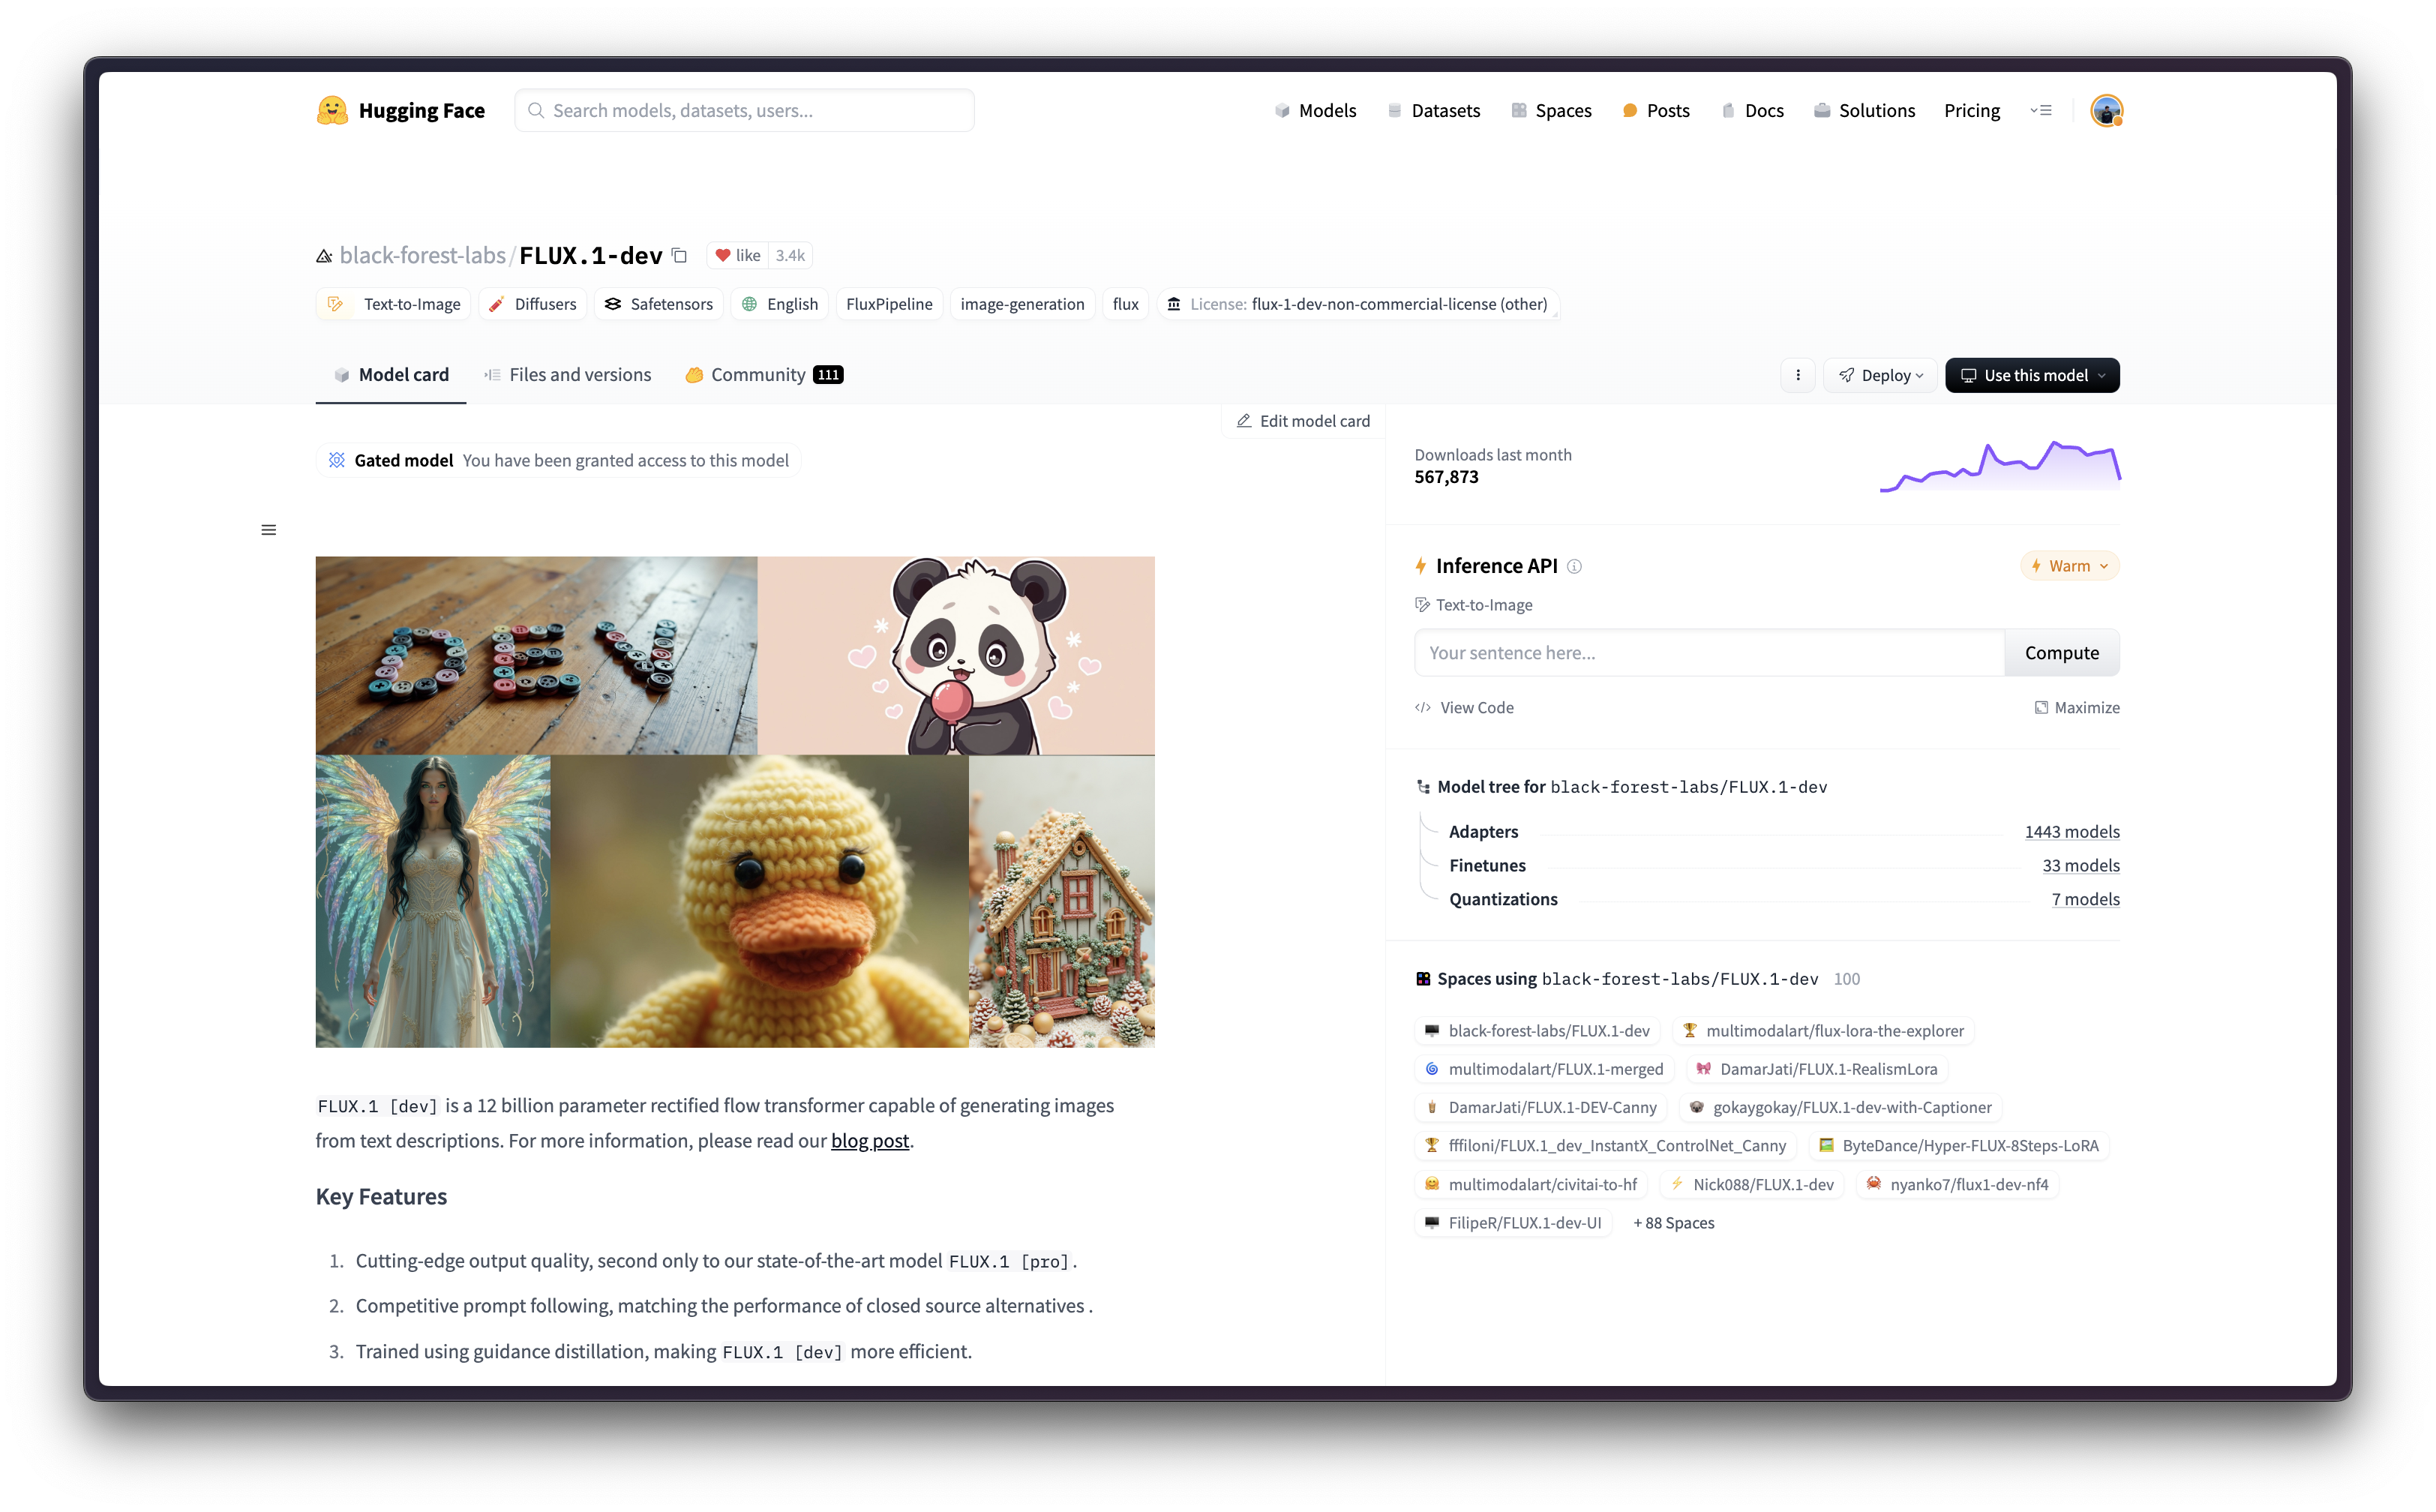 Hugging Face
Search models, datasets, users...
Models
Datasets
Spaces
Posts
Docs
Solutions
Pricing
black-forest-labs/FLUX.1-dev
like 3.4k
Text-to-Image
Diffusers
Safetensors
English
FluxPipeline
image-generation
flux
License: flux-1-dev-non-commercial-license (other)
Model card
Files and versions
Community 111
Deploy
Use this model
Edit model card
Gated model You have been granted access to this model
DEV
FLUX.1 [dev] is a 12 billion parameter rectified flow transformer capable of generating images
from text descriptions. For more information, please read our blog post.
Key Features
1. Cutting-edge output quality, second only to our state-of-the-art model FLUX.1 [pro].
2. Competitive prompt following, matching the performance of closed source alternatives .
3. Trained using guidance distillation, making FLUX.1 [dev] more efficient.
Downloads last month
567,873
Inference API
Warm
Text-to-Image
Your sentence here...
Compute
View Code
Maximize
Model tree for black-forest-labs/FLUX.1-dev
Adapters 1443 models
Finetunes 33 models
Quantizations 7 models
Spaces using black-forest-labs/FLUX.1-dev 100
black-forest-labs/FLUX.1-dev
multimodalart/flux-lora-the-explorer
multimodalart/FLUX.1-merged
DamarJati/FLUX.1-RealismLora
DamarJati/FLUX.1-DEV-Canny
gokaygokay/FLUX.1-dev-with-Captioner
fffiloni/FLUX.1_dev_InstantX_ControlNet_Canny
ByteDance/Hyper-FLUX-8Steps-LoRA
multimodalart/civitai-to-hf
Nick088/FLUX.1-dev
nyanko7/flux1-dev-nf4
FilipeR/FLUX.1-dev-UI
+ 88 Spaces